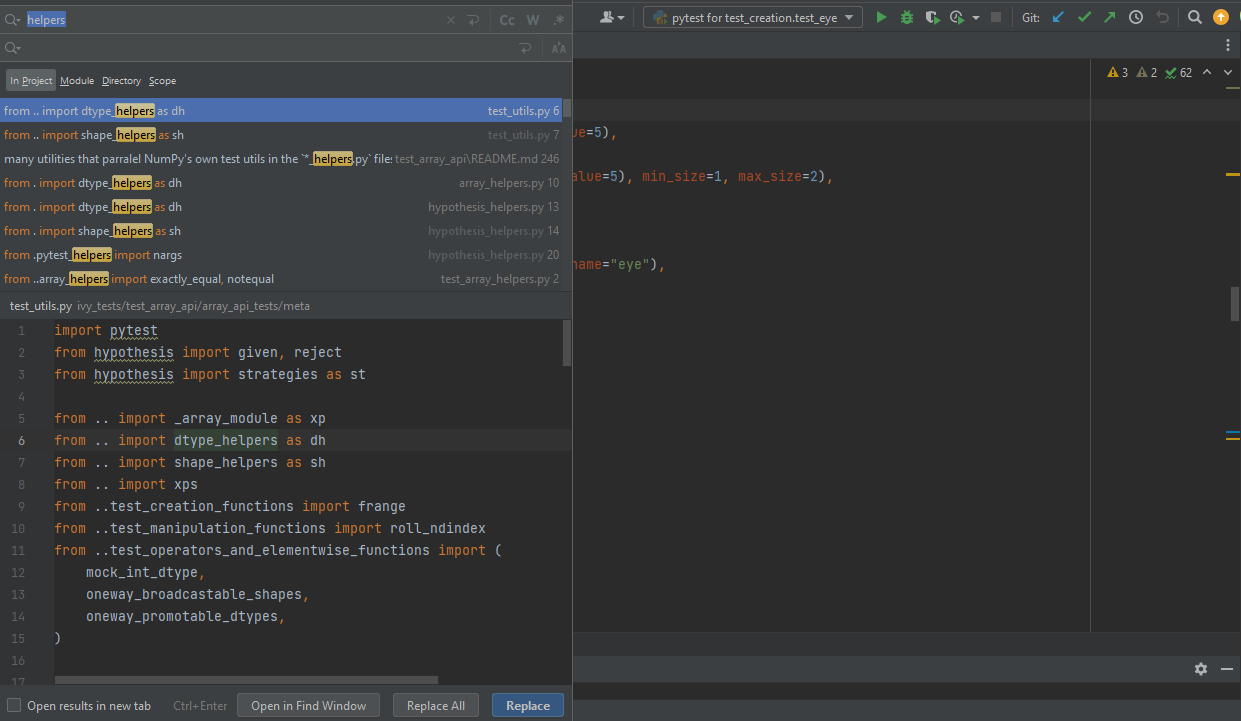 helpers
Cc W .*
In Project Module Directory Scope
from .. import dtype_helpers as dh test_utils.py 6
from .. import shape_helpers as sh test_utils.py 7
many utilities that parralel NumPy's own test utils in the `*_helpers.py` files test_array_api\README.md 246
from . import dtype_helpers as dh array_helpers.py 10
from . import dtype_helpers as dh hypothesis_helpers.py 13
from . import shape_helpers as sh hypothesis_helpers.py 14
from .pytest_helpers import nargs hypothesis_helpers.py 20
from ..array_helpers import exactly_equal, notequal test_array_helpers.py 2
test_utils.py ivy_tests/test_array_api/array_api_tests/meta
1 import pytest
2 from hypothesis import given, reject
3 from hypothesis import strategies as st
4
5 from .. import _array_module as xp
6 from .. import dtype_helpers as dh
7 from .. import shape_helpers as sh
8 from .. import xps
9 from ..test_creation_functions import frange
10 from ..test_manipulation_functions import roll_ndindex
11 from ..test_operators_and_elementwise_functions import (
12 mock_int_dtype,
13 oneway_broadcastable_shapes,
14 oneway_promotable_dtypes,
15 )
16
17
Open results in new tab Ctrl+Enter Open in Find Window Replace All Replace
pytest for test_creation.test_eye Git:
3 2 62
ue=5),
alue=5), min_size=1, max_size=2),
name="eye"),